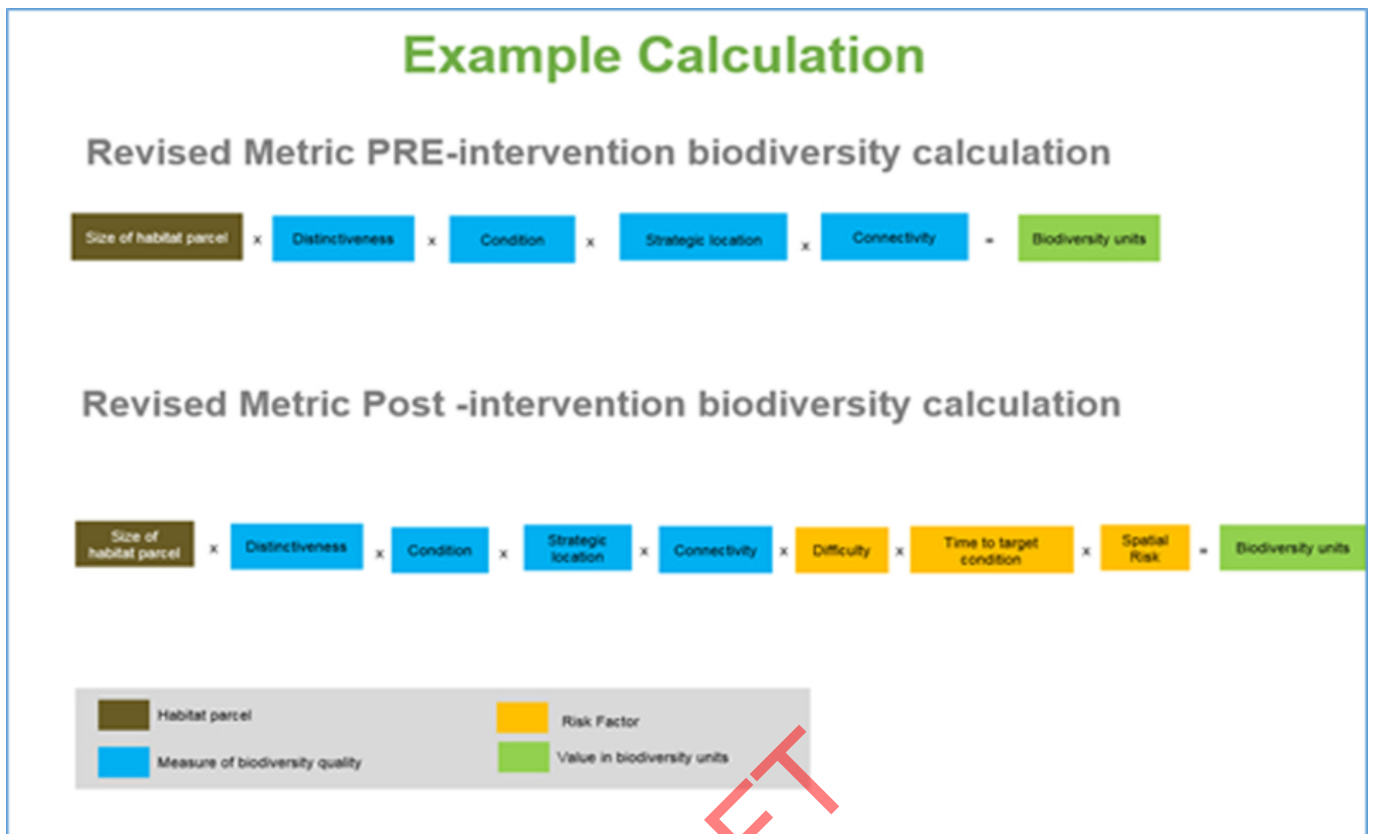 Example Calculation
Revised Metric PRE-intervention biodiversity calculation
Size of habitat parcel x Distinctiveness x Condition x Strategic location x Connectivity = Biodiversity units
Revised Metric Post -intervention biodiversity calculation
Size of
habitat parcel x Distinctiveness x Condition x Strategic
location x Connectivity x Difficulty x Time to target
condition x Spatial
Risk = Biodiversity units
Habitat parcel
Risk Factor
Measure of biodiversity quality
Value in biodiversity units
ET